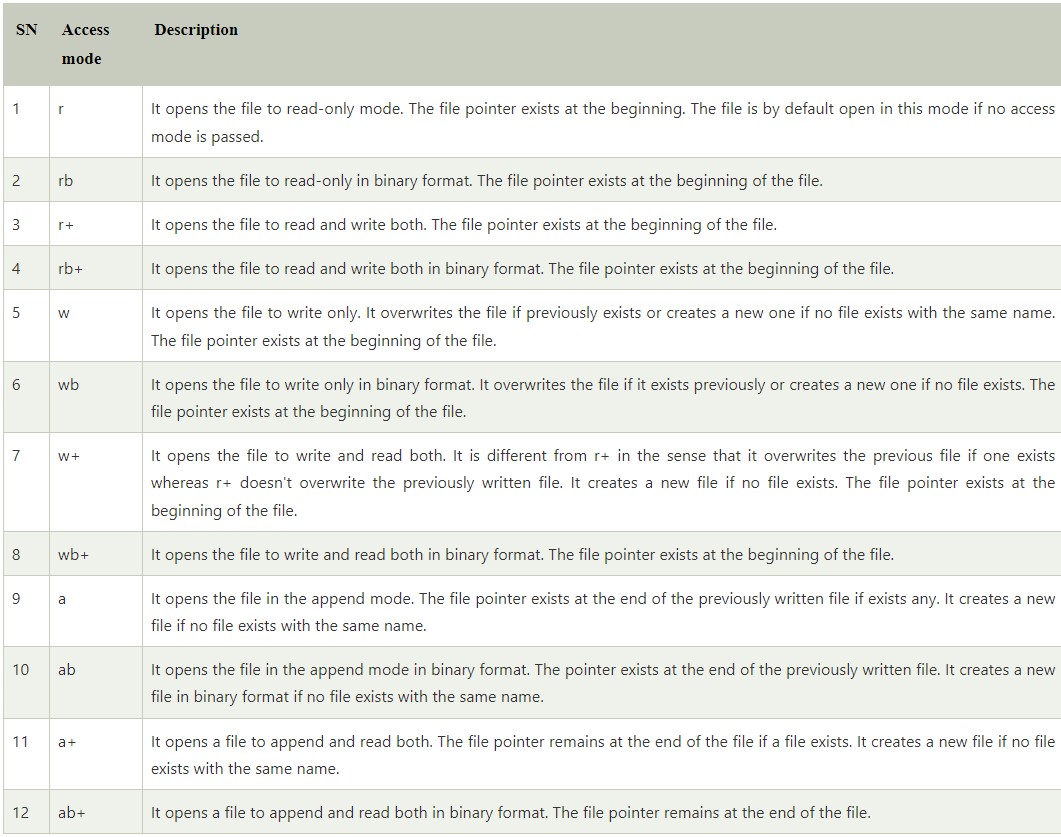 SN Access mode Description
1 r It opens the file to read-only mode. The file pointer exists at the beginning. The file is by default open in this mode if no access
mode is passed.
2 rb It opens the file to read-only in binary format. The file pointer exists at the beginning of the file.
3 r+ It opens the file to read and write both. The file pointer exists at the beginning of the file.
4 rb+ It opens the file to read and write both in binary format. The file pointer exists at the beginning of the file.
5 w It opens the file to write only. It overwrites the file if previously exists or creates a new one if no file exists with the same name.
The file pointer exists at the beginning of the file.
6 wb It opens the file to write only in binary format. It overwrites the file if it exists previously or creates a new one if no file exists. The
file pointer exists at the beginning of the file.
7 w+ It opens the file to write and read both. It is different from r+ in the sense that it overwrites the previous file if one exists
whereas r+ doesn't overwrite the previously written file. It creates a new file if no file exists. The file pointer exists at the
beginning of the file.
8 wb+ It opens the file to write and read both in binary format. The file pointer exists at the beginning of the file.
9 a It opens the file in the append mode. The file pointer exists at the end of the previously written file if exists any. It creates a new
file if no file exists with the same name.
10 ab It opens the file in the append mode in binary format. The pointer exists at the end of the previously written file. It creates a new
file in binary format if no file exists with the same name.
11 a+ It opens a file to append and read both. The file pointer remains at the end of the file if a file exists. It creates a new file if no file
exists with the same name.
12 ab+ It opens a file to append and read both in binary format. The file pointer remains at the end of the file.